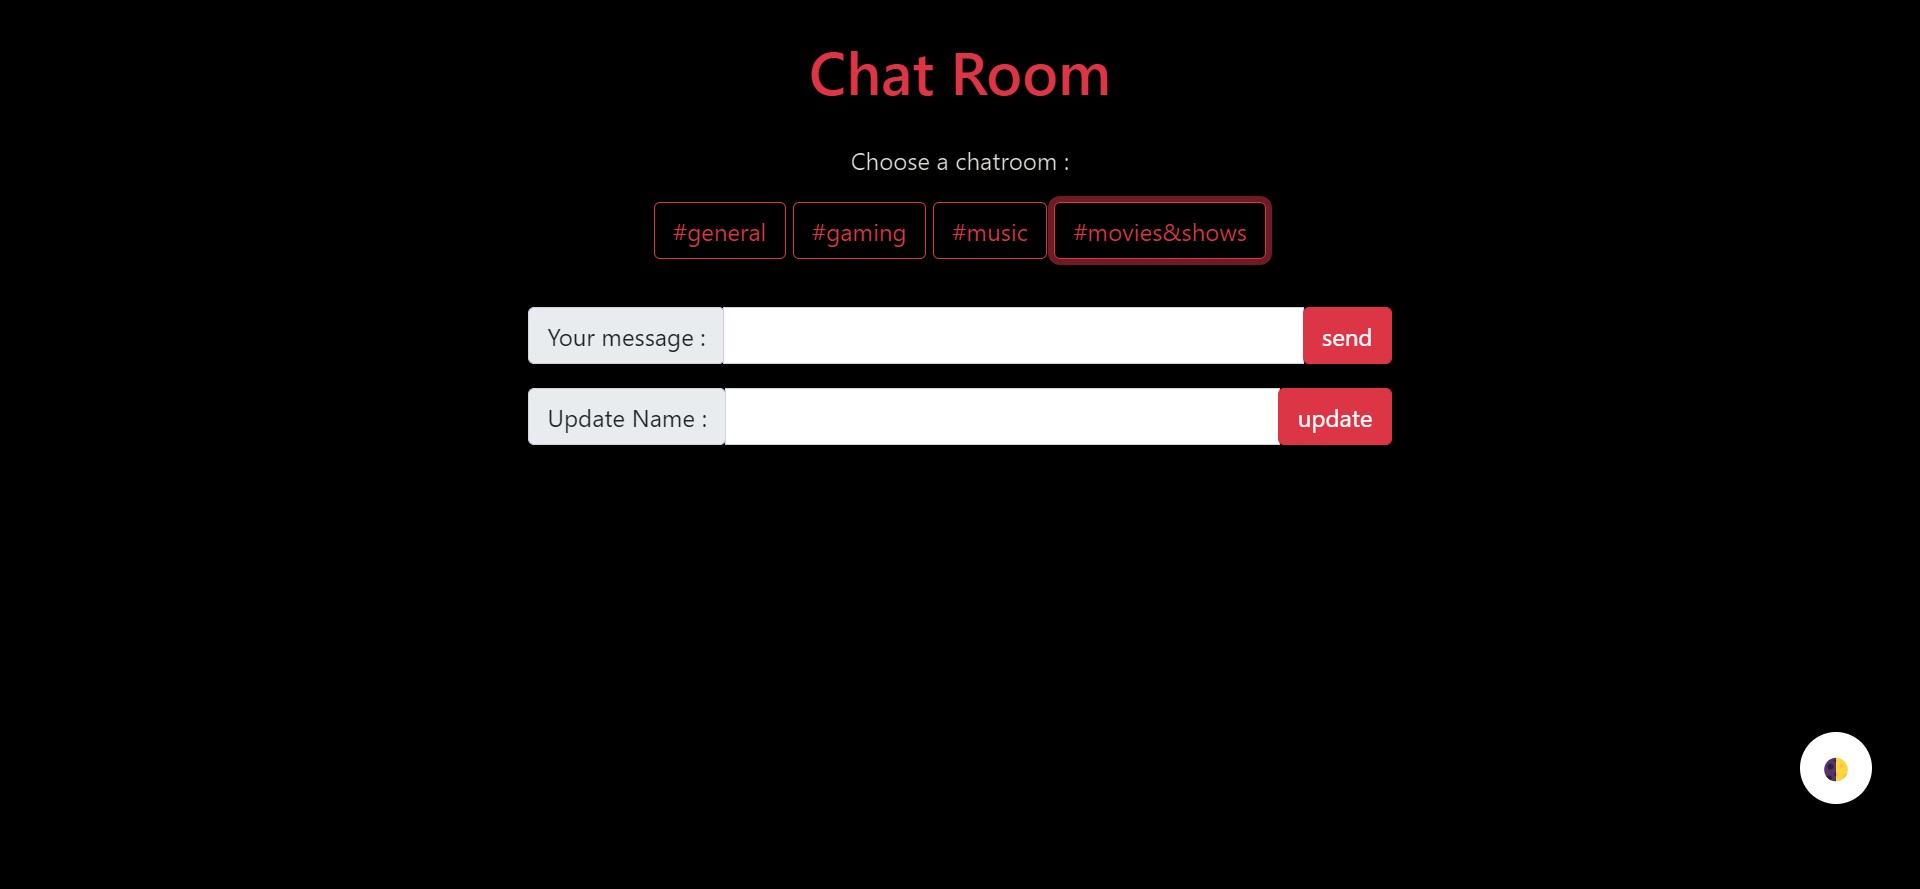 Chat Room
Choose a chatroom :
#general #gaming #music #movies&shows
Your message : send
Update Name : update